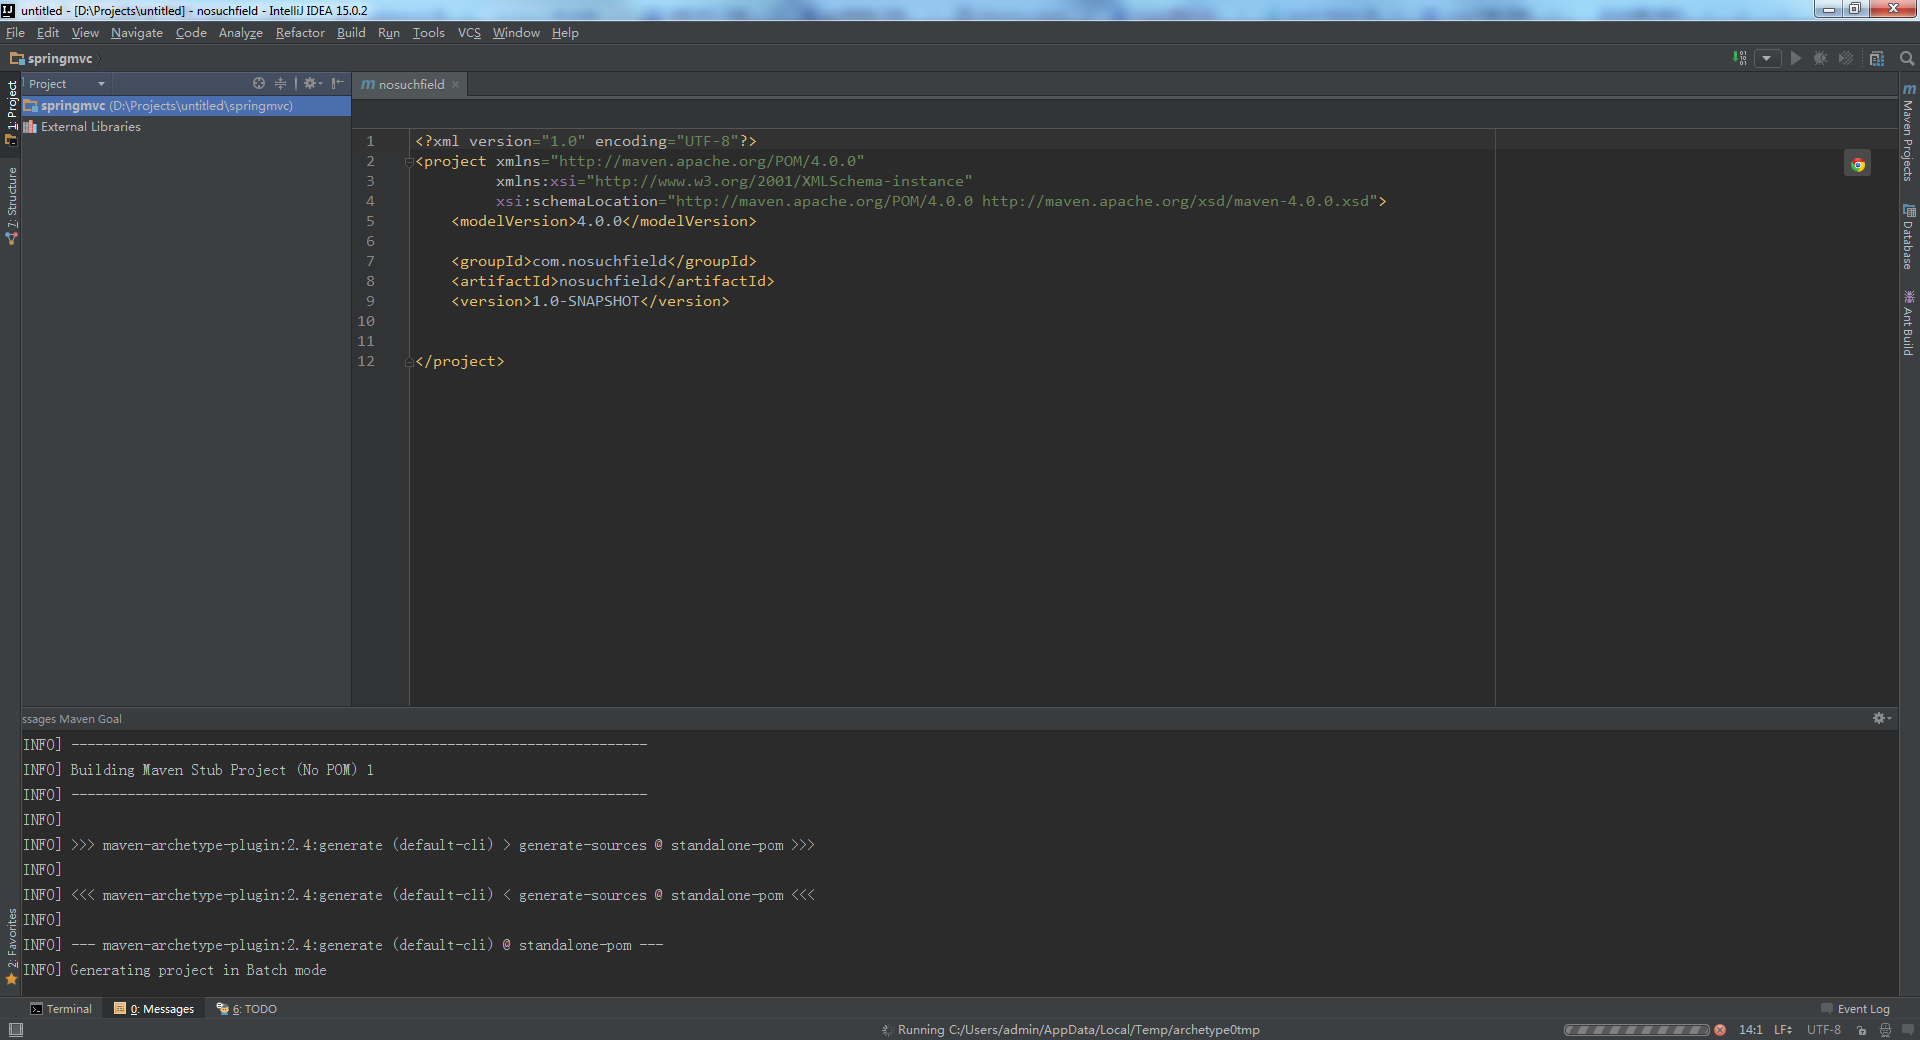 untitled - [D:\Projects\untitled] - nosuchfield - IntelliJ IDEA 15.0.2
File Edit View Navigate Code Analyze Refactor Build Run Tools VCS Window Help
springmvc
Project
nosuchfield
springmvc (D:\Projects\untitled\springmvc)
External Libraries
1: Project
7: Structure
2: Favorites
1 <?xml version="1.0" encoding="UTF-8"?>
2 <project xmlns="http://maven.apache.org/POM/4.0.0"
3 xmlns:xsi="http://www.w3.org/2001/XMLSchema-instance"
4 xsi:schemaLocation="http://maven.apache.org/POM/4.0.0 http://maven.apache.org/xsd/maven-4.0.0.xsd">
5 <modelVersion>4.0.0</modelVersion>
6
7 <groupId>com.nosuchfield</groupId>
8 <artifactId>nosuchfield</artifactId>
9 <version>1.0-SNAPSHOT</version>
10
11
12 </project>
Maven Projects
Database
Ant Build
ssages Maven Goal
INFO] ------------------------------------------------------------------------
INFO] Building Maven Stub Project (No POM) 1
INFO] ------------------------------------------------------------------------
INFO]
INFO] >>> maven-archetype-plugin:2.4:generate (default-cli) > generate-sources @ standalone-pom >>>
INFO]
INFO] <<< maven-archetype-plugin:2.4:generate (default-cli) < generate-sources @ standalone-pom <<<
INFO]
INFO] --- maven-archetype-plugin:2.4:generate (default-cli) @ standalone-pom ---
INFO] Generating project in Batch mode
Terminal 0: Messages 6: TODO Event Log
Running C:/Users/admin/AppData/Local/Temp/archetype0tmp 14:1 LF UTF-8